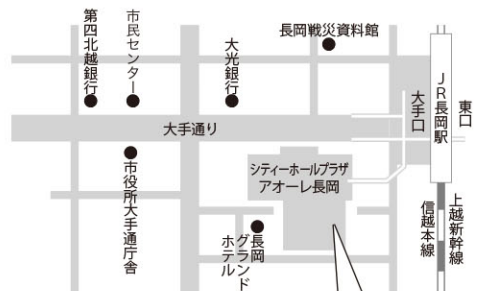 第四北越銀行
市民センター
大光銀行
長岡戦災資料館
大手口
JR長岡駅
東口
大手通り
市役所大手通庁舎
シティーホールプラザ
アオーレ長岡
長岡
グランド
ホテル
信越本線
上越新幹線